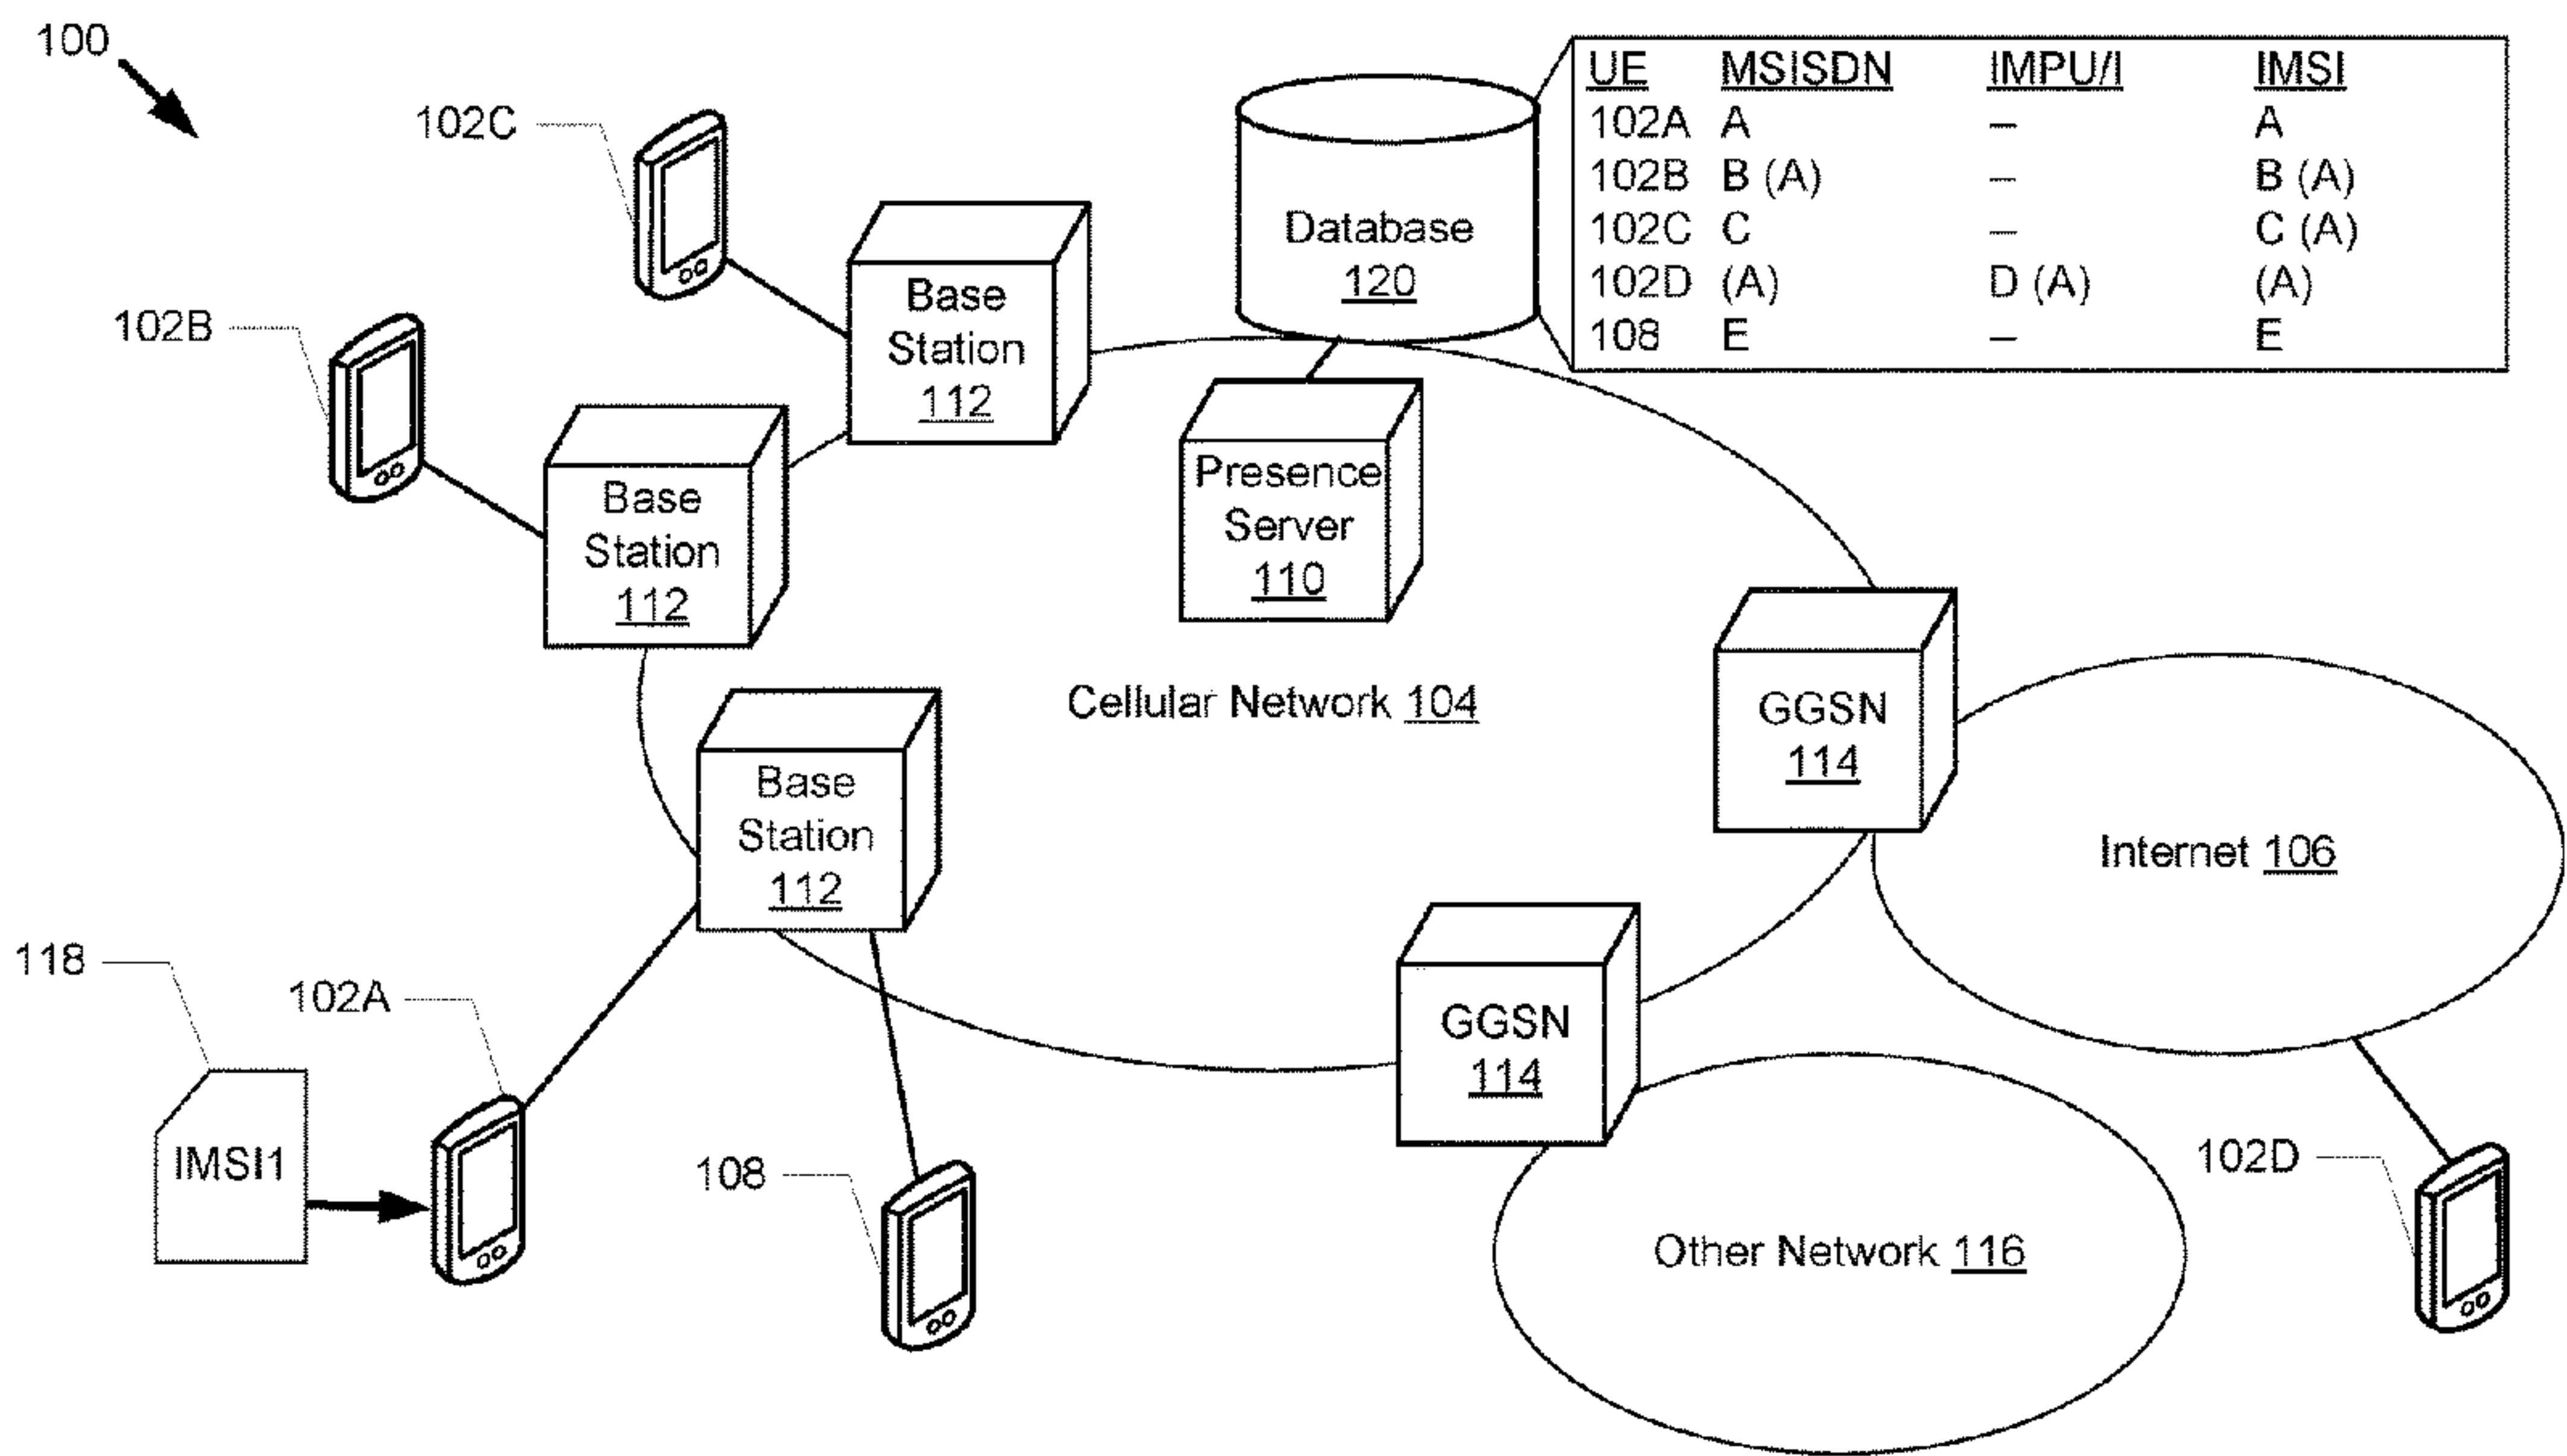 100
UE MSISDN IMPU/I IMSI
102A A – A
102B B (A) – B (A)
102C C – C (A)
102D (A) D (A) (A)
108 E – E
102C
Database
120
Base
Station
112
102B
Presence
Server
110
Base
Station
112
Cellular Network 104
GGSN
114
Base
Station
112
Internet 106
118
102A
GGSN
114
IMSI1
108
102D
Other Network 116